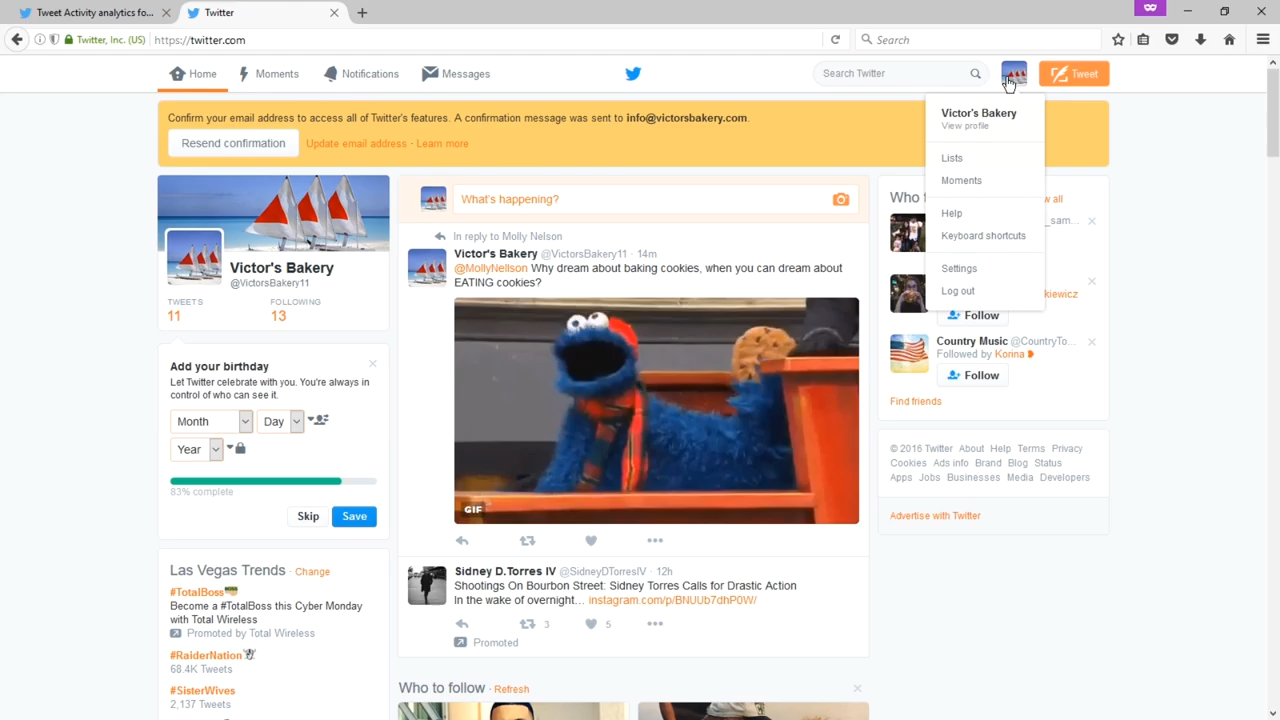 Tweet Activity analytics fo...
Twitter
Twitter, Inc. (US)
https://twitter.com
Search
Home
Moments
Notifications
Messages
Search Twitter
Tweet
Confirm your email address to access all of Twitter's features. A confirmation message was sent to info@victorsbakery.com.
Resend confirmation
Update email address · Learn more
Victor's Bakery
View profile
Lists
Moments
Help
Keyboard shortcuts
Settings
Log out
Victor's Bakery
@VictorsBakery11
TWEETS
11
FOLLOWING
13
Add your birthday
Let Twitter celebrate with you. You're always in
control of who can see it.
Month
Day
Year
83% complete
Skip
Save
Las Vegas Trends · Change
#TotalBoss
Become a #TotalBoss this Cyber Monday
with Total Wireless
Promoted by Total Wireless
#RaiderNation
68.4K Tweets
#SisterWives
2,137 Tweets
What's happening?
In reply to Molly Nelson
Victor's Bakery @VictorsBakery11 · 14m
@MollyNellson Why dream about baking cookies, when you can dream about
EATING cookies?
GIF
Sidney D.Torres IV @SidneyDTorresIV · 12h
Shootings On Bourbon Street: Sidney Torres Calls for Drastic Action
In the wake of overnight... instagram.com/p/BNUUb7dhP0W/
3
5
Promoted
Who to follow · Refresh
Who
all
_sam...
kiewicz
Follow
Country Music @CountryTo...
Followed by Korina
Follow
Find friends
© 2016 Twitter About Help Terms Privacy
Cookies Ads info Brand Blog Status
Apps Jobs Businesses Media Developers
Advertise with Twitter